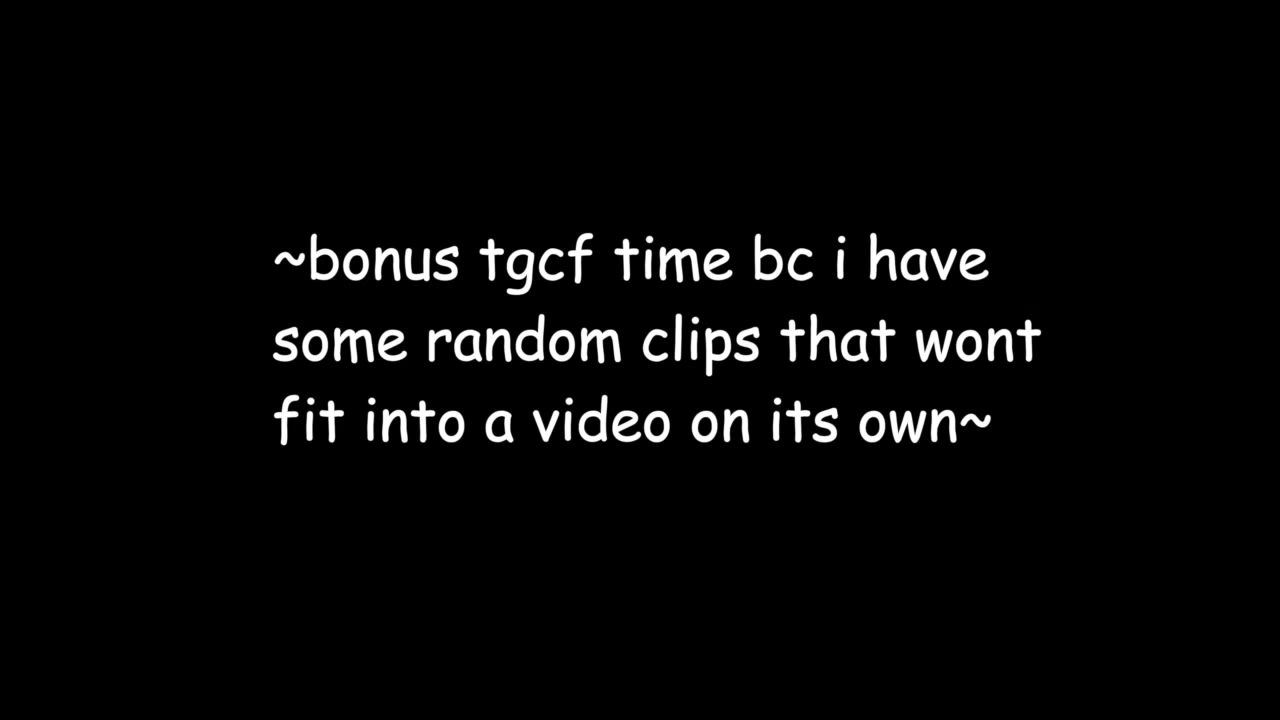 ~bonus tgcf time bc i have
some random clips that wont
fit into a video on its own~